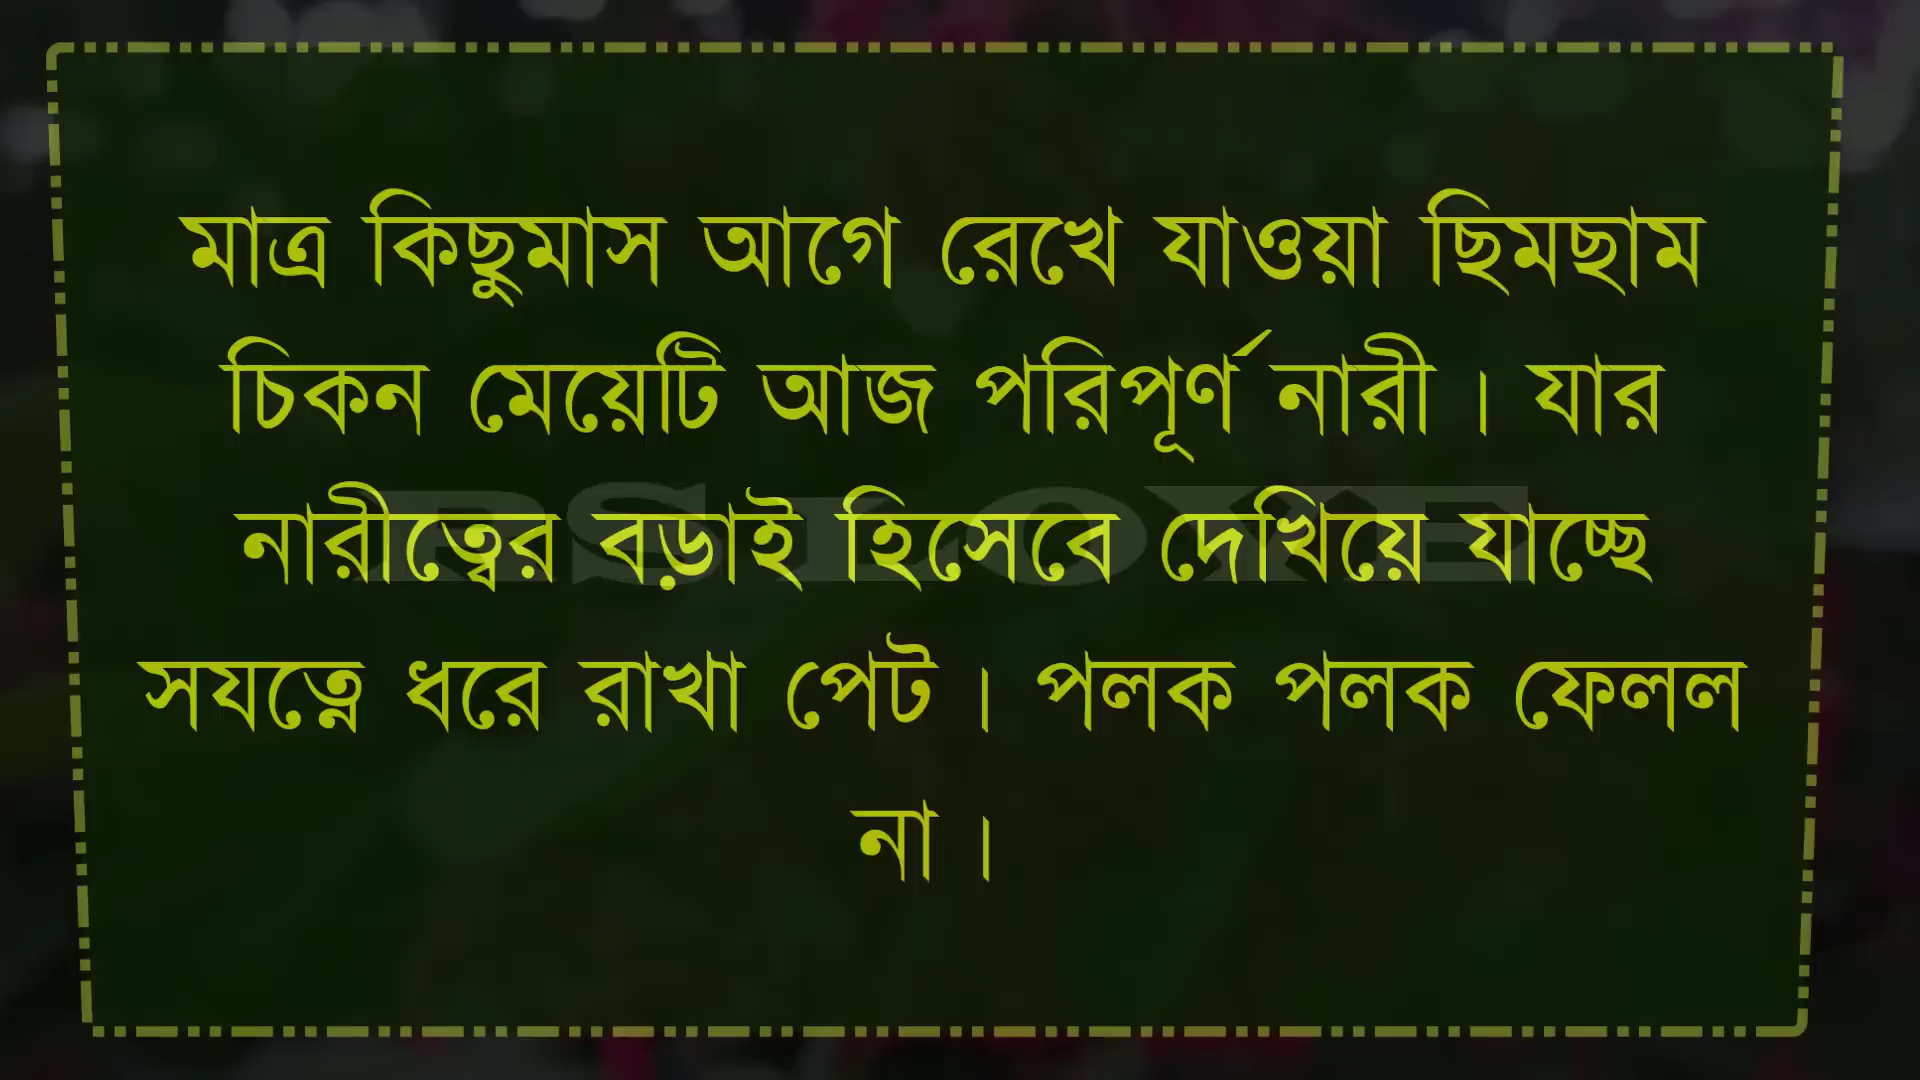 মাত্র কিছুমাস আগে রেখে যাওয়া ছিমছাম
চিকন মেয়েটি আজ পরিপূর্ণ নারী । যার
নারীত্বের বড়াই হিসেবে দেখিয়ে যাচ্ছে
সযত্নে ধরে রাখা পেট । পলক পলক ফেলল
না ।